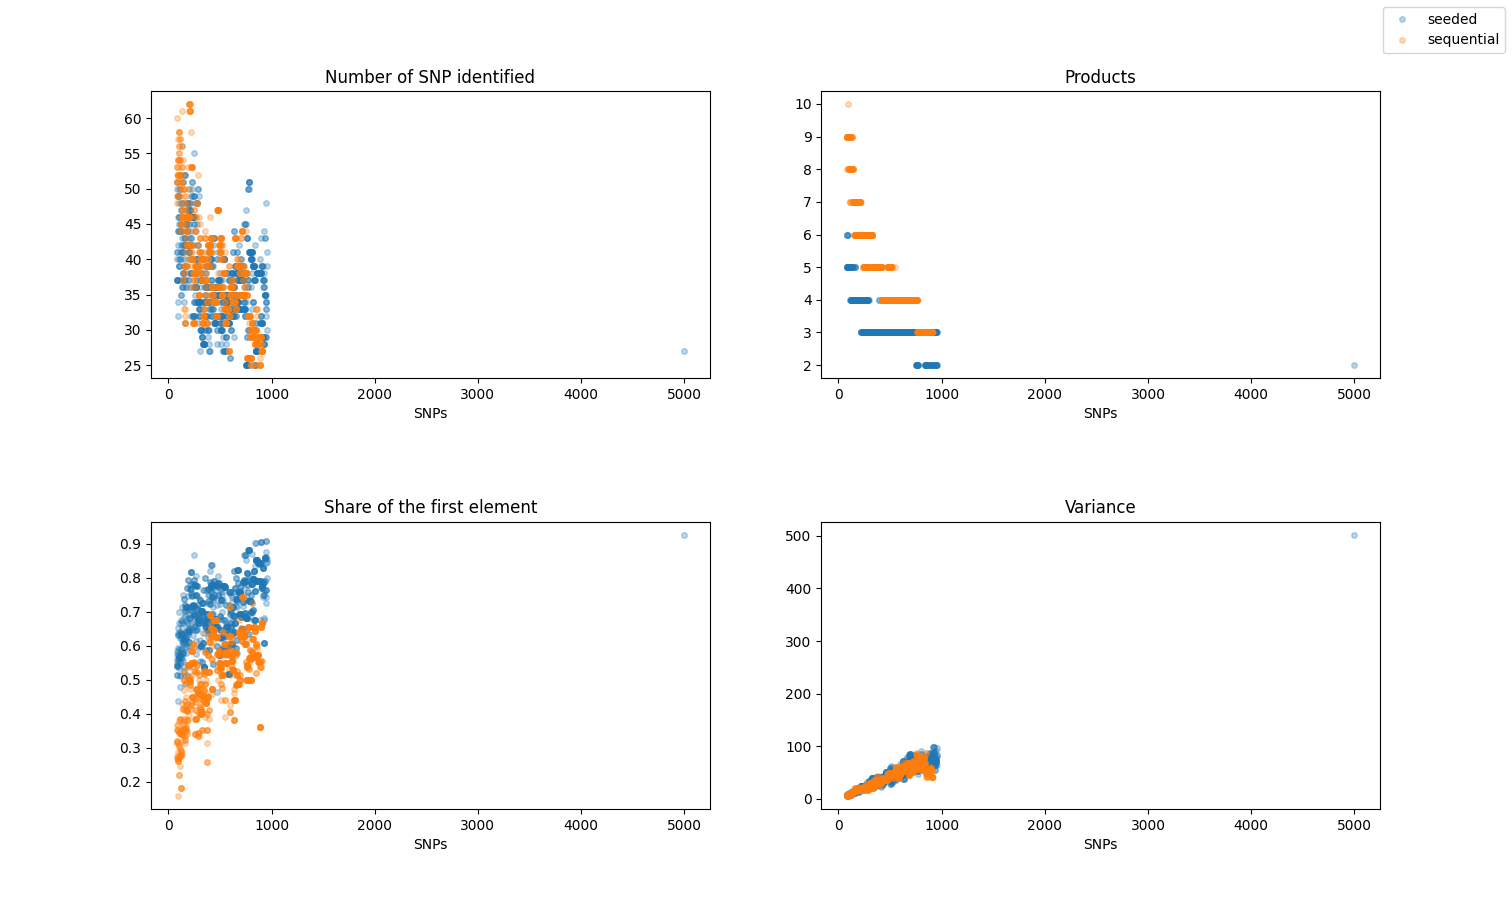 seeded
sequential
Number of SNP identified
60
55
50
45
40
35
30
25
0 1000 2000 3000 4000 5000
SNPs
Products
10
9
8
7
6
5
4
3
2
0 1000 2000 3000 4000 5000
SNPs
Share of the first element
0.9
0.8
0.7
0.6
0.5
0.4
0.3
0.2
0 1000 2000 3000 4000 5000
SNPs
Variance
500
400
300
200
100
0
0 1000 2000 3000 4000 5000
SNPs